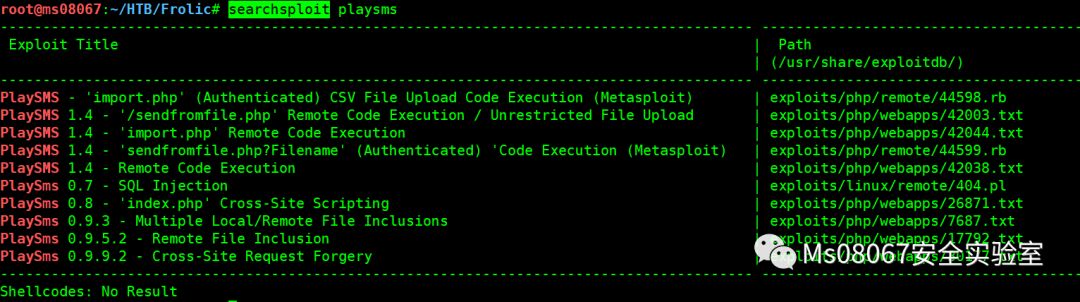 root@ms08067:~/HTB/Frolic# searchsploit playsms
Exploit Title | Path
| (/usr/share/exploitdb/)
PlaySMS - 'import.php' (Authenticated) CSV File Upload Code Execution (Metasploit) | exploits/php/remote/44598.rb
PlaySMS 1.4 - '/sendfromfile.php' Remote Code Execution / Unrestricted File Upload | exploits/php/webapps/42003.txt
PlaySMS 1.4 - 'import.php' Remote Code Execution | exploits/php/webapps/42044.txt
PlaySMS 1.4 - 'sendfromfile.php?Filename' (Authenticated) 'Code Execution (Metasploit) | exploits/php/remote/44599.rb
PlaySMS 1.4 - Remote Code Execution | exploits/php/webapps/42038.txt
PlaySms 0.7 - SQL Injection | exploits/linux/remote/404.pl
PlaySms 0.8 - 'index.php' Cross-Site Scripting | exploits/php/webapps/26871.txt
PlaySms 0.9.3 - Multiple Local/Remote File Inclusions | exploits/php/webapps/7687.txt
PlaySms 0.9.5.2 - Remote File Inclusion | exploits/php/webapps/17792.txt
PlaySms 0.9.9.2 - Cross-Site Request Forgery |
Ms08067安全实验室
Shellcodes: No Result